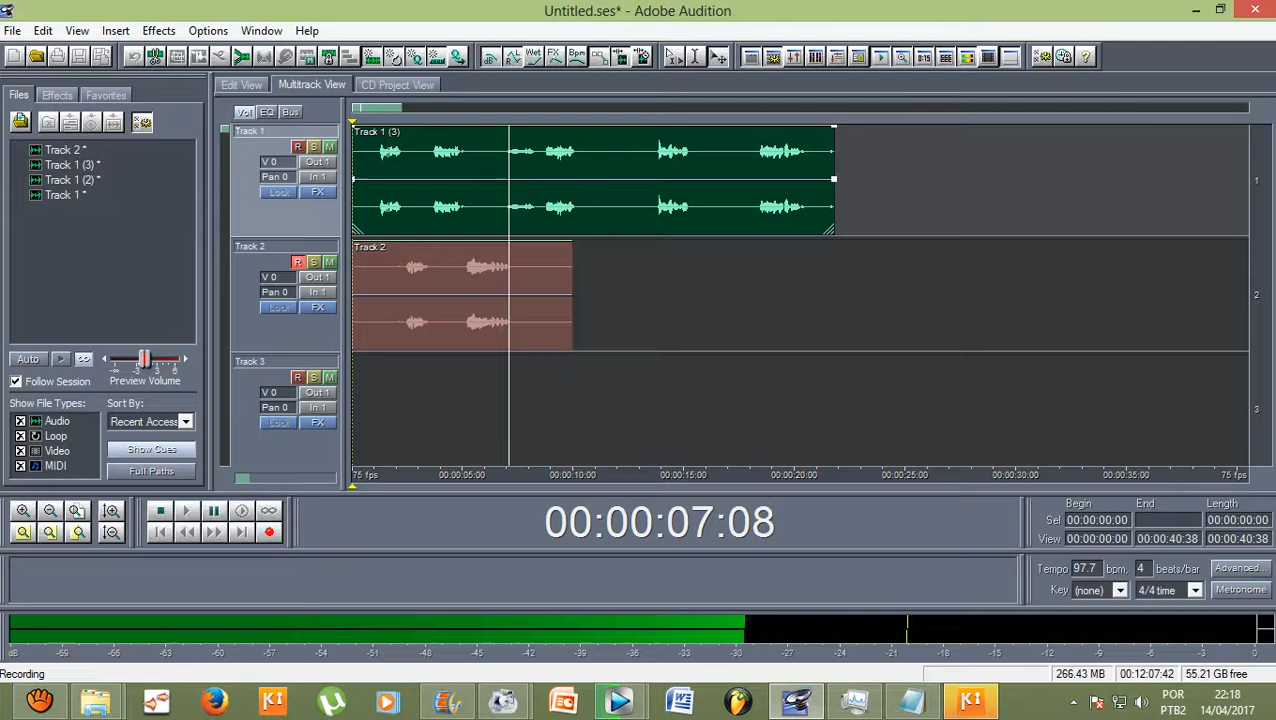 Untitled.ses* - Adobe Audition
File Edit View Insert Effects Options Window Help
Wet FX Bpm 0:15
Edit View Multitrack View CD Project View
Files Effects Favorites
Vol EQ Bus
Track 2 *
Track 1 (3) *
Track 1 (2) *
Track 1 *
Auto
-∞ -3 3 6
Follow Session Preview Volume
Show File Types: Sort By:
Audio Recent Access
Loop
Video Show Cues
MIDI Full Paths
Track 1
R S M
V 0 Out 1
Pan 0 In 1
Lock FX
Track 1 (3)
1
Track 2
R S M
V 0 Out 1
Pan 0 In 1
Lock FX
Track 2
2
Track 3
R S M
V 0 Out 1
Pan 0 In 1
Lock FX
3
75 fps 00:00:05:00 00:00:10:00 00:00:15:00 00:00:20:00 00:00:25:00 00:00:30:00 00:00:35:00 75 fps
00:00:07:08
Begin End Length
Sel 00:00:00:00 00:00:00:00
View 00:00:00:00 00:00:40:38 00:00:40:38
Tempo 97.7 bpm, 4 beats/bar Advanced...
Key (none) 4/4 time Metronome
dB -69 -66 -63 -60 -57 -54 -51 -48 -45 -42 -39 -36 -33 -30 -27 -24 -21 -18 -15 -12 -9 -6 -3 0
Recording 266.43 MB 00:12:07:42 55.21 GB free
Ki W Ki
POR 22:18
PTB2 14/04/2017